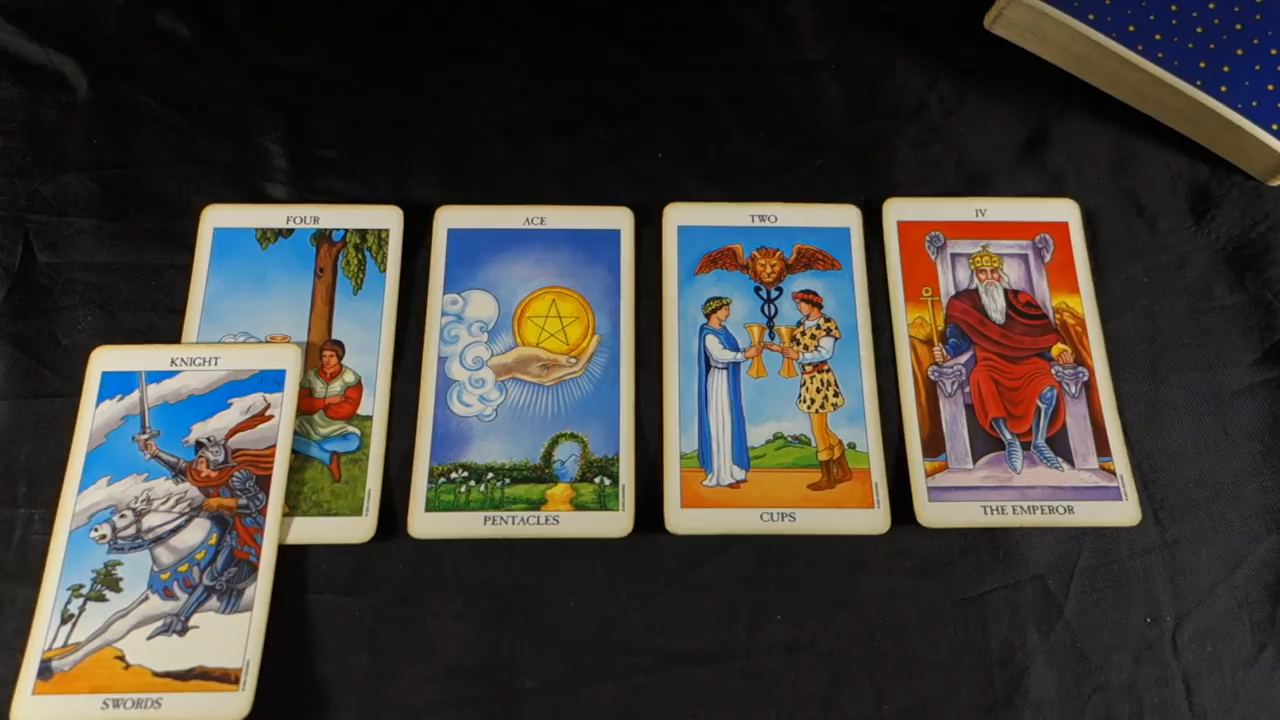 FOUR
ACE
TWO
IV
KNIGHT
PENTACLES
CUPS
THE EMPEROR
SWORDS